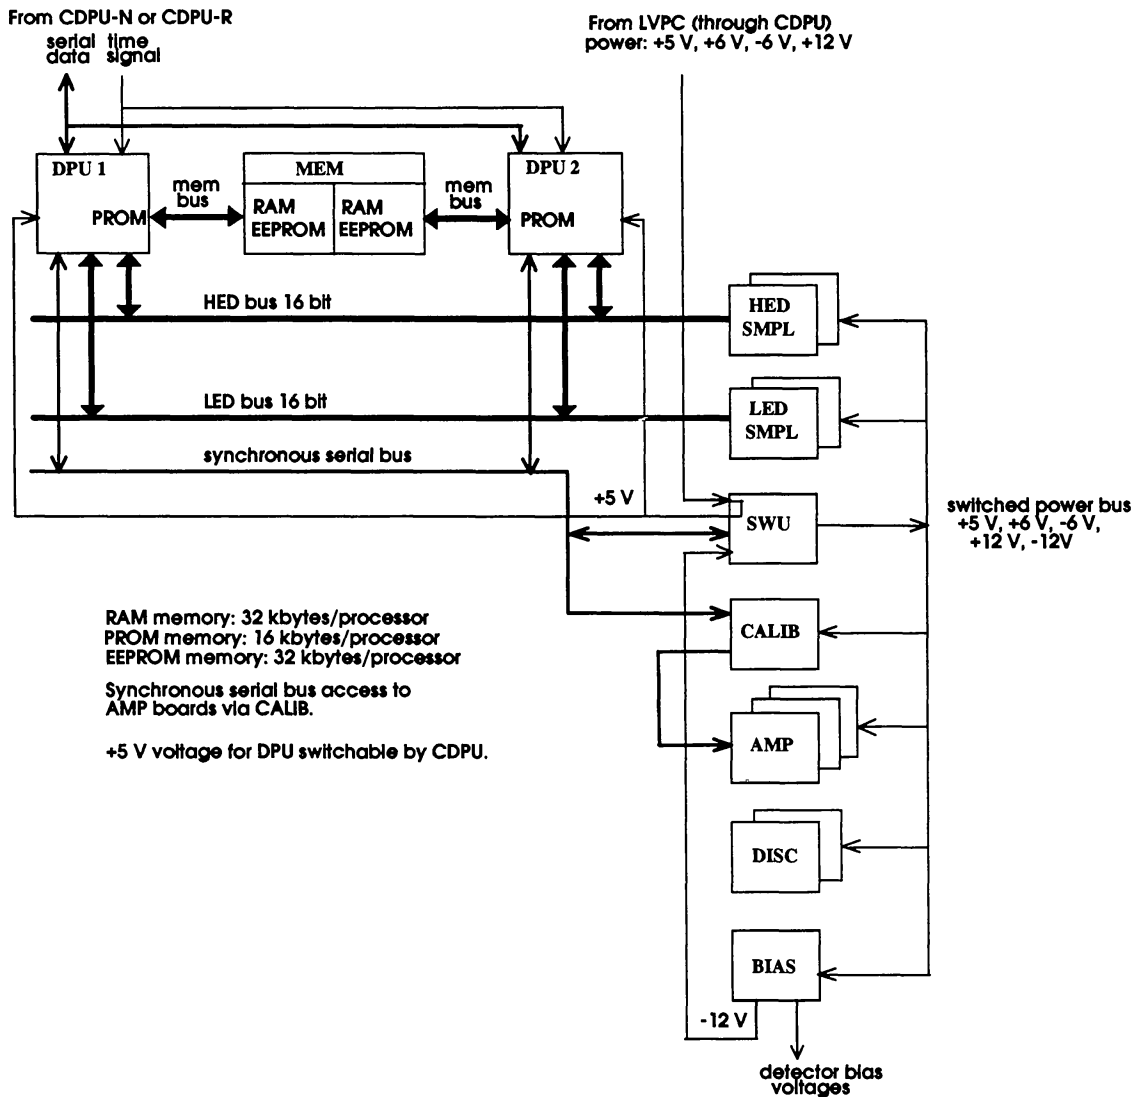 From CDPU-N or CDPU-R
serial time
data signal
From LVPC (through CDPU)
power: +5 V, +6 V, -6 V, +12 V
DPU 1
PROM
mem
bus
MEM
RAM
EEPROM
RAM
EEPROM
mem
bus
DPU 2
PROM
HED bus 16 bit
HED
SMPL
LED bus 16 bit
LED
SMPL
synchronous serial bus
+5 V
SWU
switched power bus
+5 V, +6 V, -6 V,
+12 V, -12V
RAM memory: 32 kbytes/processor
PROM memory: 16 kbytes/processor
EEPROM memory: 32 kbytes/processor
Synchronous serial bus access to
AMP boards via CALIB.
+5 V voltage for DPU switchable by CDPU.
CALIB
AMP
DISC
BIAS
-12 V
detector bias
voltages